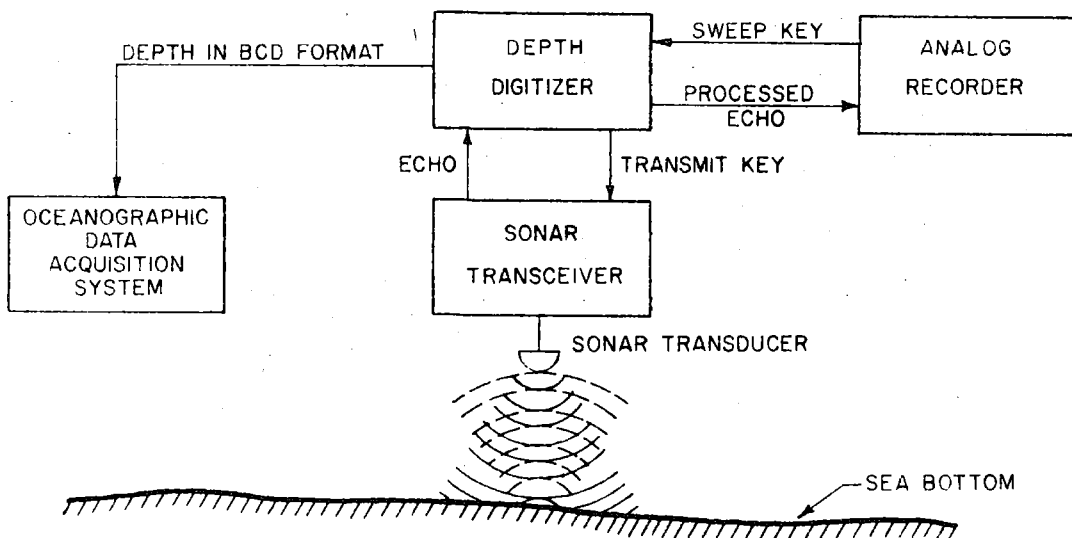 DEPTH IN BCD FORMAT
DEPTH
DIGITIZER
SWEEP KEY
PROCESSED
ECHO
ANALOG
RECORDER
ECHO
TRANSMIT KEY
OCEANOGRAPHIC
DATA
ACQUISITION
SYSTEM
SONAR
TRANSCEIVER
SONAR TRANSDUCER
SEA BOTTOM